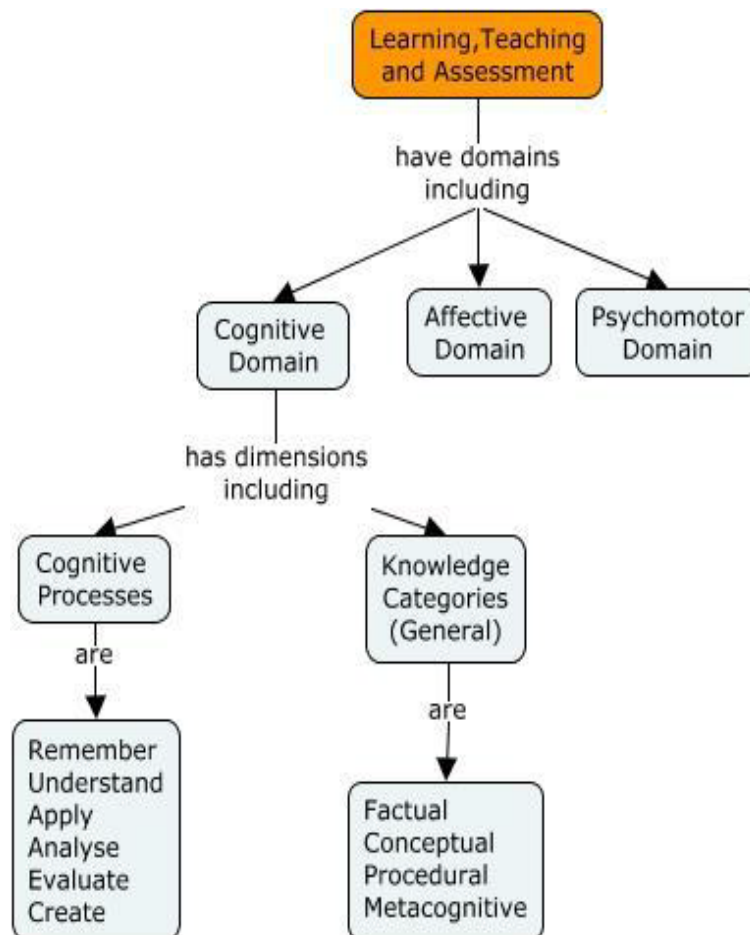 Learning,Teaching
and Assessment
have domains
including
Cognitive
Domain
Affective
Domain
Psychomotor
Domain
has dimensions
including
Cognitive
Processes
Knowledge
Categories
(General)
are
are
Remember
Understand
Apply
Analyse
Evaluate
Create
Factual
Conceptual
Procedural
Metacognitive